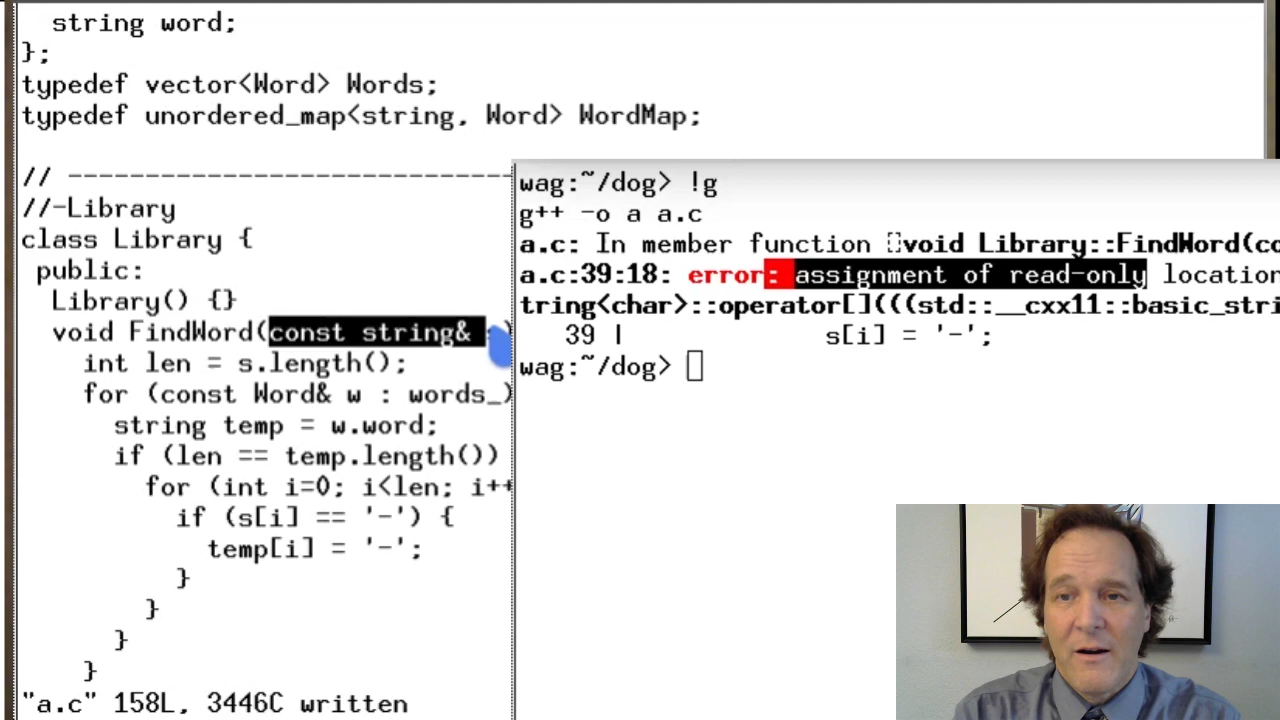 string word;
};
typedef vector<Word> Words;
typedef unordered_map<string, Word> WordMap;
// ----------------------------
//-Library
class Library {
public:
Library() {}
void FindWord(const string& )
int len = s.length();
for (const Word& w : words_)
string temp = w.word;
if (len == temp.length())
for (int i=0; i<len; i++
if (s[i] == '-') {
temp[i] = '-';
}
}
}
}
"a.c" 158L, 3446C written
wag:~/dog> !g
g++ -o a a.c
a.c: In member function void Library::FindWord(co
a.c:39:18: error: assignment of read-only location
tring<char>::operator[](((std::__cxx11::basic_stri
39 | s[i] = '-';
wag:~/dog>